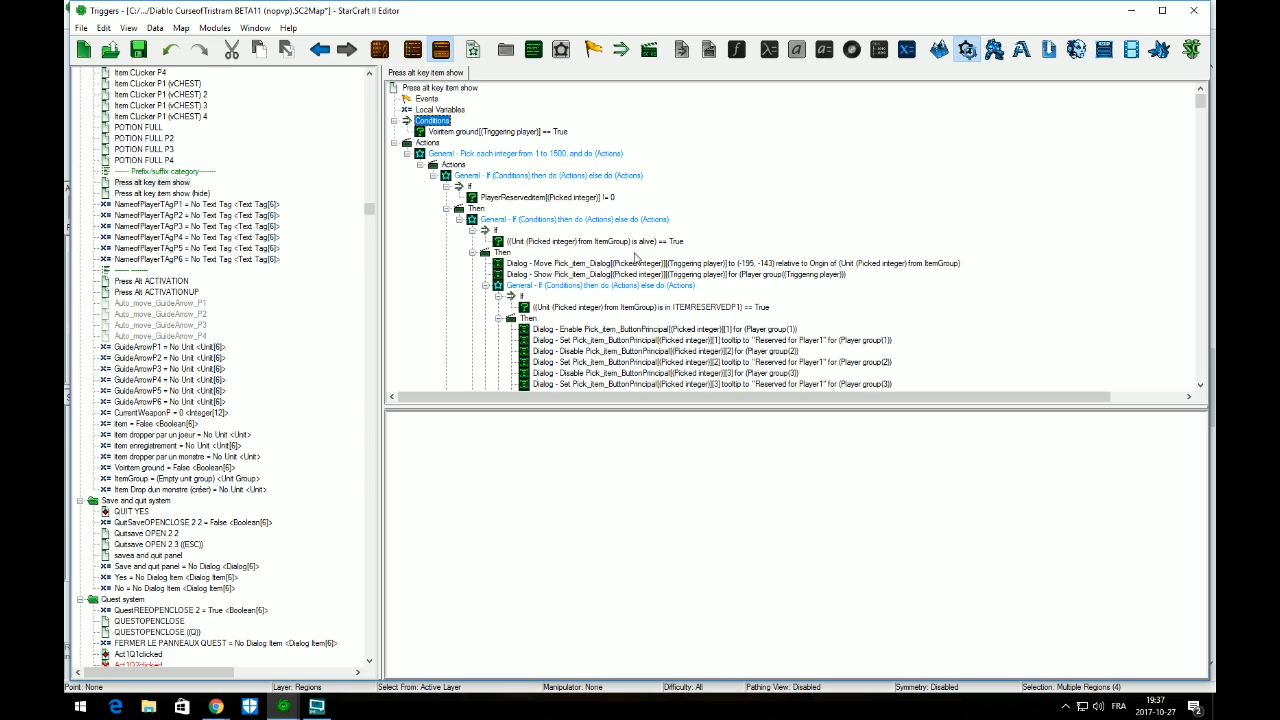 Triggers - [C:/.../Diablo CurseofTristram BETA11 (nopvp).SC2Map*] - StarCraft II Editor
File Edit View Data Map Modules Window Help
Item CLicker P4
Item CLicker P1 (vCHEST)
Item CLicker P1 (vCHEST) 2
Item CLicker P1 (vCHEST) 3
Item CLicker P1 (vCHEST) 4
POTION FULL
POTION FULL P2
POTION FULL P3
POTION FULL P4
------ Prefix/suffix category-------
Press alt key item show
Press alt key item show (hide)
NameofPlayerTAgP1 = No Text Tag <Text Tag[6]>
NameofPlayerTAgP2 = No Text Tag <Text Tag[6]>
NameofPlayerTAgP3 = No Text Tag <Text Tag[6]>
NameofPlayerTAgP4 = No Text Tag <Text Tag[6]>
NameofPlayerTAgP5 = No Text Tag <Text Tag[6]>
NameofPlayerTAgP6 = No Text Tag <Text Tag[6]>
------ -------
Press Alt ACTIVATION
Press Alt ACTIVATIONUP
Auto_move_GuideArrow_P1
Auto_move_GuideArrow_P2
Auto_move_GuideArrow_P3
Auto_move_GuideArrow_P4
GuideArrowP1 = No Unit <Unit[6]>
GuideArrowP2 = No Unit <Unit[6]>
GuideArrowP3 = No Unit <Unit[6]>
GuideArrowP4 = No Unit <Unit[6]>
GuideArrowP5 = No Unit <Unit[6]>
GuideArrowP6 = No Unit <Unit[6]>
CurrentWeaponP = 0 <Integer[12]>
item = False <Boolean[6]>
Item dropper par un joeur = No Unit <Unit>
Item enregistrement = No Unit <Unit[6]>
Item dropper par un monstre = No Unit <Unit>
Voiritem ground = False <Boolean[6]>
ItemGroup = (Empty unit group) <Unit Group>
Item Drop dun monstre (créer) = No Unit <Unit>
Save and quit system
QUIT YES
QuitSaveOPENCLOSE 2 2 = False <Boolean[6]>
Quitsave OPEN 2 2
Quitsave OPEN 2 3 ((ESC))
savea and quit panel
Save and quit panel = No Dialog <Dialog[6]>
Yes = No Dialog Item <Dialog Item[6]>
No = No Dialog Item <Dialog Item[6]>
Quest system
QuestREEOPENCLOSE 2 = True <Boolean[6]>
QUESTOPENCLOSE
QUESTOPENCLOSE ((Q))
FERMER LE PANNEAUX QUEST = No Dialog Item <Dialog Item[6]>
Act1Q1clicked
Act1Q2clicked
Press alt key item show
Press alt key item show
Events
Local Variables
Conditions
Voiritem ground[(Triggering player)] == True
Actions
General - Pick each integer from 1 to 1500, and do (Actions)
Actions
General - If (Conditions) then do (Actions) else do (Actions)
If
PlayerReserveditem[(Picked integer)] != 0
Then
General - If (Conditions) then do (Actions) else do (Actions)
If
((Unit (Picked integer) from ItemGroup) is alive) == True
Then
Dialog - Move Pick_item_Dialog[(Picked integer)][(Triggering player)] to (-195, -143) relative to Origin of (Unit (Picked integer) from ItemGroup)
Dialog - Show Pick_item_Dialog[(Picked integer)][(Triggering player)] for (Player group((Triggering player)))
General - If (Conditions) then do (Actions) else do (Actions)
If
((Unit (Picked integer) from ItemGroup) is in ITEMRESERVEDP1) == True
Then
Dialog - Enable Pick_item_ButtonPrincipal[(Picked integer)][1] for (Player group(1))
Dialog - Set Pick_item_ButtonPrincipal[(Picked integer)][1] tooltip to "Reserved for Player1" for (Player group(1))
Dialog - Disable Pick_item_ButtonPrincipal[(Picked integer)][2] for (Player group(2))
Dialog - Set Pick_item_ButtonPrincipal[(Picked integer)][2] tooltip to "Reserved for Player1" for (Player group(2))
Dialog - Disable Pick_item_ButtonPrincipal[(Picked integer)][3] for (Player group(3))
Dialog - Set Pick_item_ButtonPrincipal[(Picked integer)][3] tooltip to "Reserved for Player1" for (Player group(3))
Point: None Layer: Regions Select From: Active Layer Manipulator: None Difficulty: All Pathing View: Disabled Symmetry: Disabled Selection: Multiple Regions (4)
FRA
19:37
2017-10-27
2